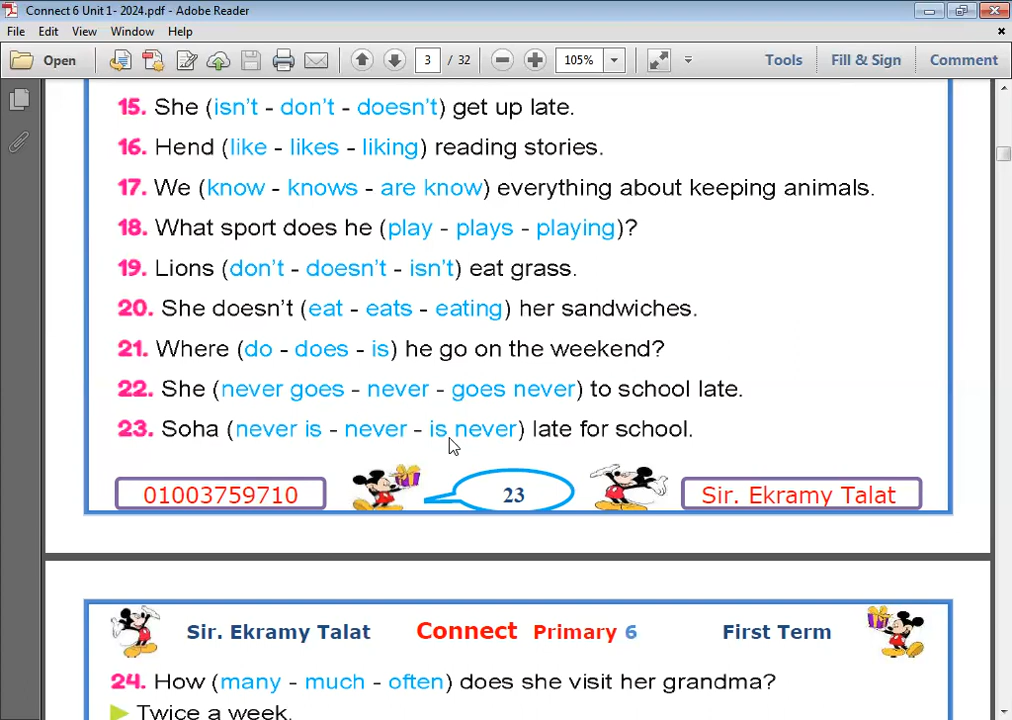 Connect 6 Unit 1- 2024.pdf - Adobe Reader
File Edit View Window Help
Open 3 / 32 105% Tools Fill & Sign Comment
15. She (isn't - don't - doesn't) get up late.
16. Hend (like - likes - liking) reading stories.
17. We (know - knows - are know) everything about keeping animals.
18. What sport does he (play - plays - playing)?
19. Lions (don't - doesn't - isn't) eat grass.
20. She doesn't (eat - eats - eating) her sandwiches.
21. Where (do - does - is) he go on the weekend?
22. She (never goes - never - goes never) to school late.
23. Soha (never is - never - is never) late for school.
01003759710 23 Sir. Ekramy Talat
Sir. Ekramy Talat Connect Primary 6 First Term
24. How (many - much - often) does she visit her grandma?
Twice a week.